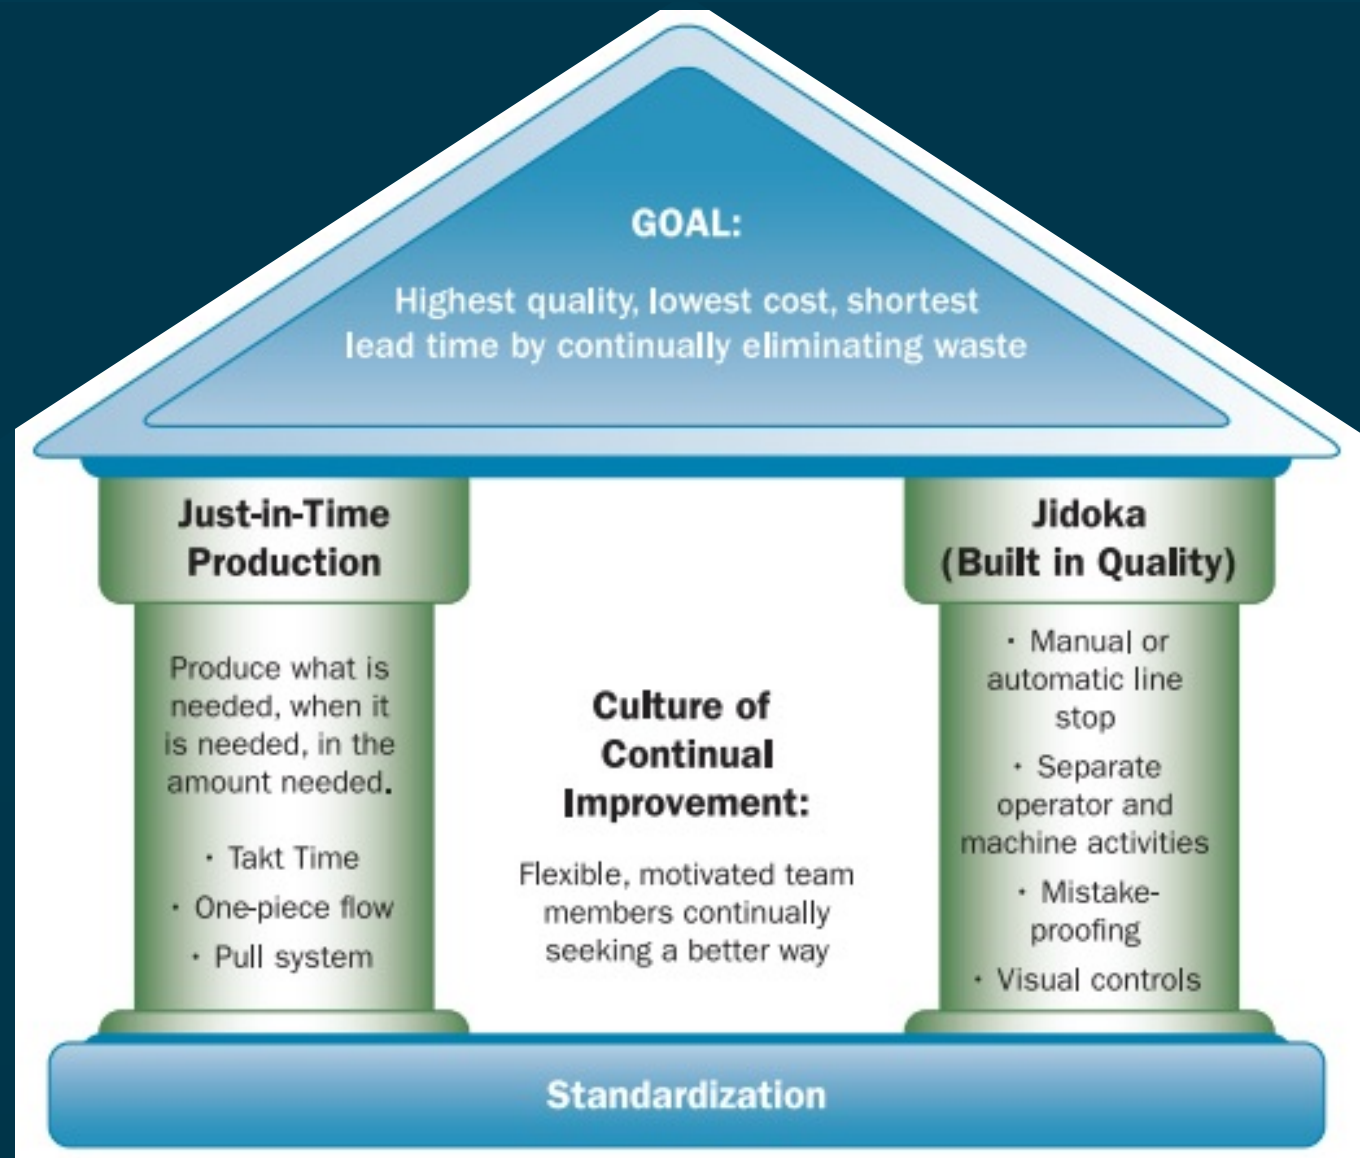 GOAL:
Highest quality, lowest cost, shortest
lead time by continually eliminating waste
Just-in-Time
Production
Produce what is
needed, when it
is needed, in the
amount needed.
· Takt Time
· One-piece flow
· Pull system
Culture of
Continual
Improvement:
Flexible, motivated team
members continually
seeking a better way
Jidoka
(Built in Quality)
· Manual or
automatic line
stop
· Separate
operator and
machine activities
· Mistake-
proofing
· Visual controls
Standardization